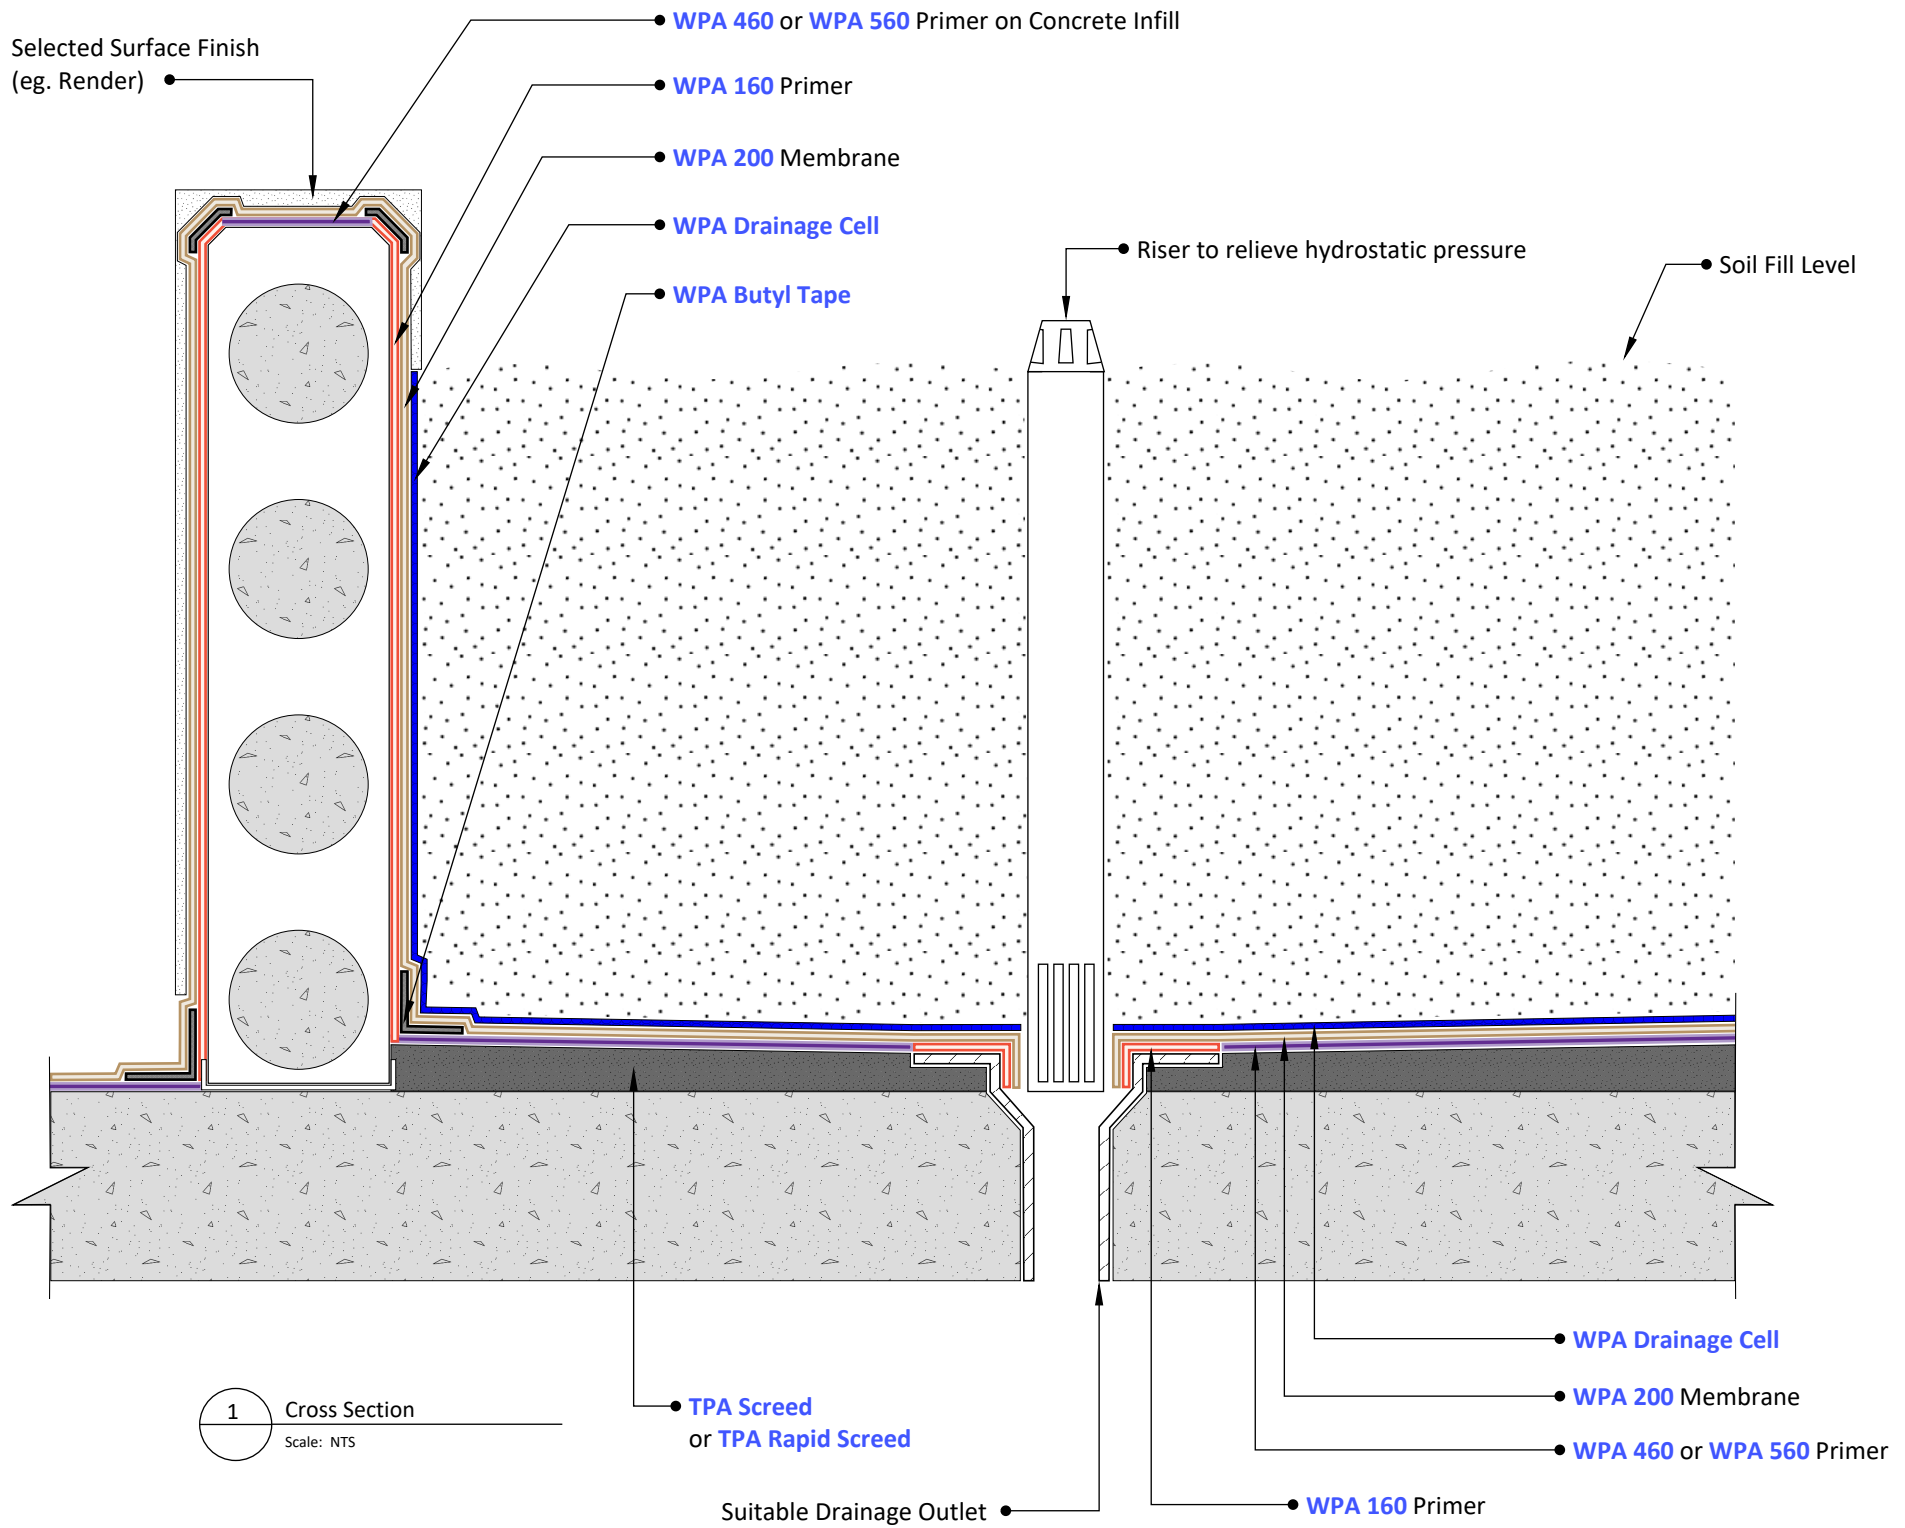 WPA 460 or WPA 560 Primer on Concrete Infill
Selected Surface Finish
(eg. Render)
WPA 160 Primer
WPA 200 Membrane
WPA Drainage Cell
WPA Butyl Tape
Riser to relieve hydrostatic pressure
Soil Fill Level
WPA Drainage Cell
WPA 200 Membrane
WPA 460 or WPA 560 Primer
WPA 160 Primer
TPA Screed
or TPA Rapid Screed
Suitable Drainage Outlet
1
Cross Section
Scale: NTS